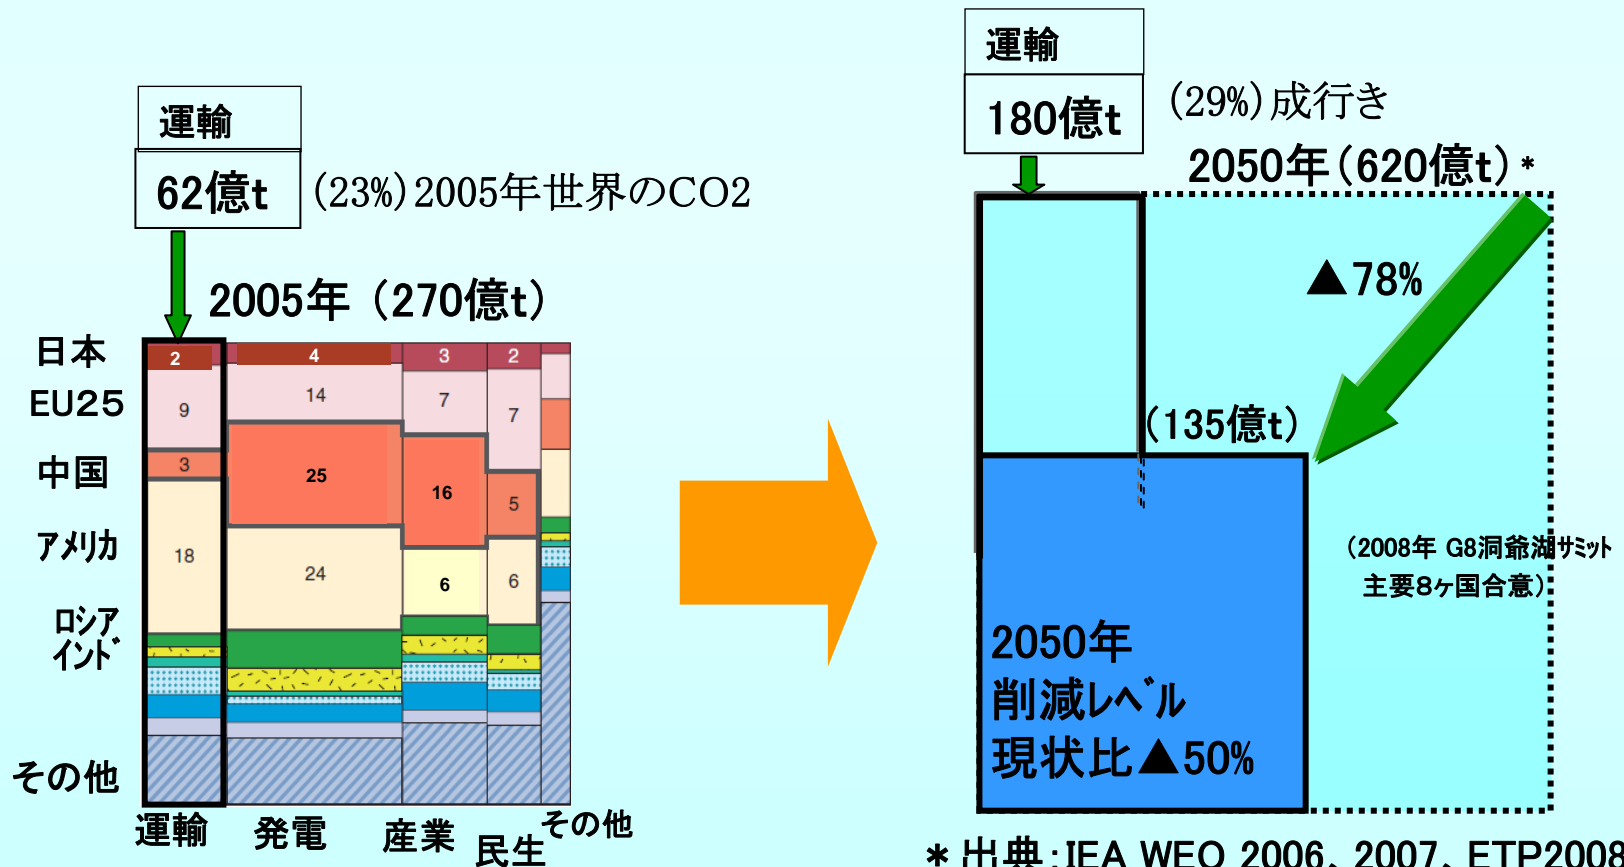 運輸
62億t
(23%)2005年世界のCO2
2005年 (270億t)
日本
EU25
中国
アメリカ
ロシア
インド
その他
2
4
3
2
9
14
7
7
3
25
16
5
18
24
6
6
運輸
発電
産業
民生
その他
運輸
180億t
(29%)成行き
2050年(620億t)*
▲78%
(135億t)
(2008年 G8洞爺湖サミット
主要8ヶ国合意)
2050年
削減レベル
現状比▲50%
* 出典:IEA WEO 2006、2007、ETP2008